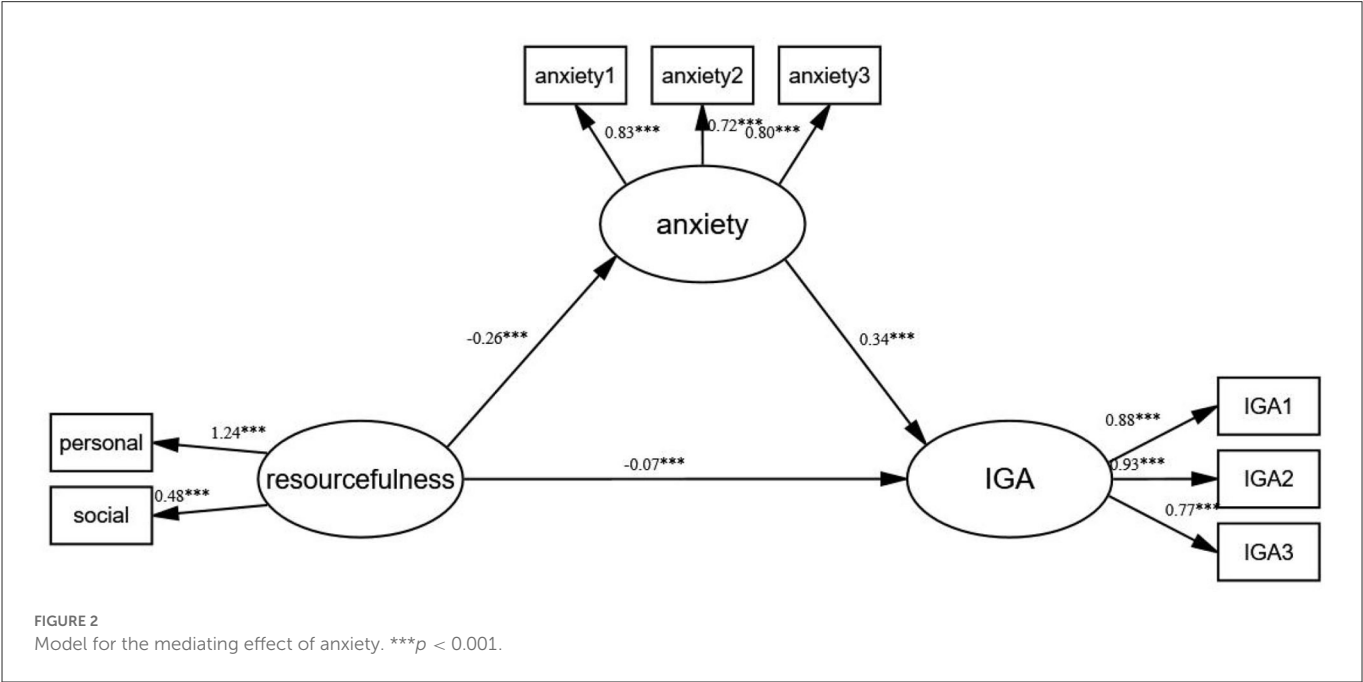 anxiety1 anxiety2 anxiety3
0.83*** 0.72*** 0.80***
anxiety
-0.26*** 0.34***
personal 1.24***
social 0.48***
resourcefulness
-0.07***
IGA
0.88*** IGA1
0.93*** IGA2
0.77*** IGA3
FIGURE 2
Model for the mediating effect of anxiety. ***p < 0.001.